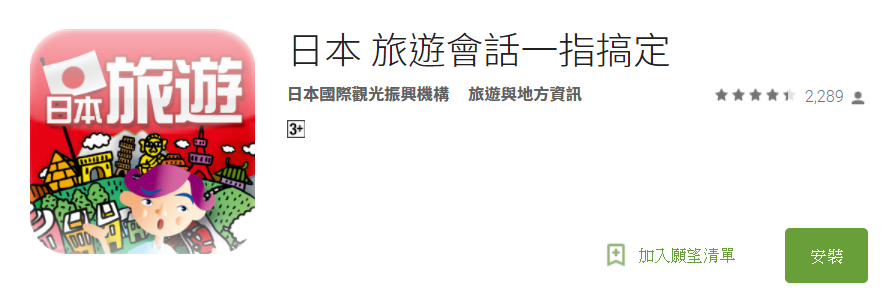 日本 旅遊
日本 旅遊會話一指搞定
日本國際觀光振興機構 旅遊與地方資訊
2,289
3+
加入願望清單
安裝